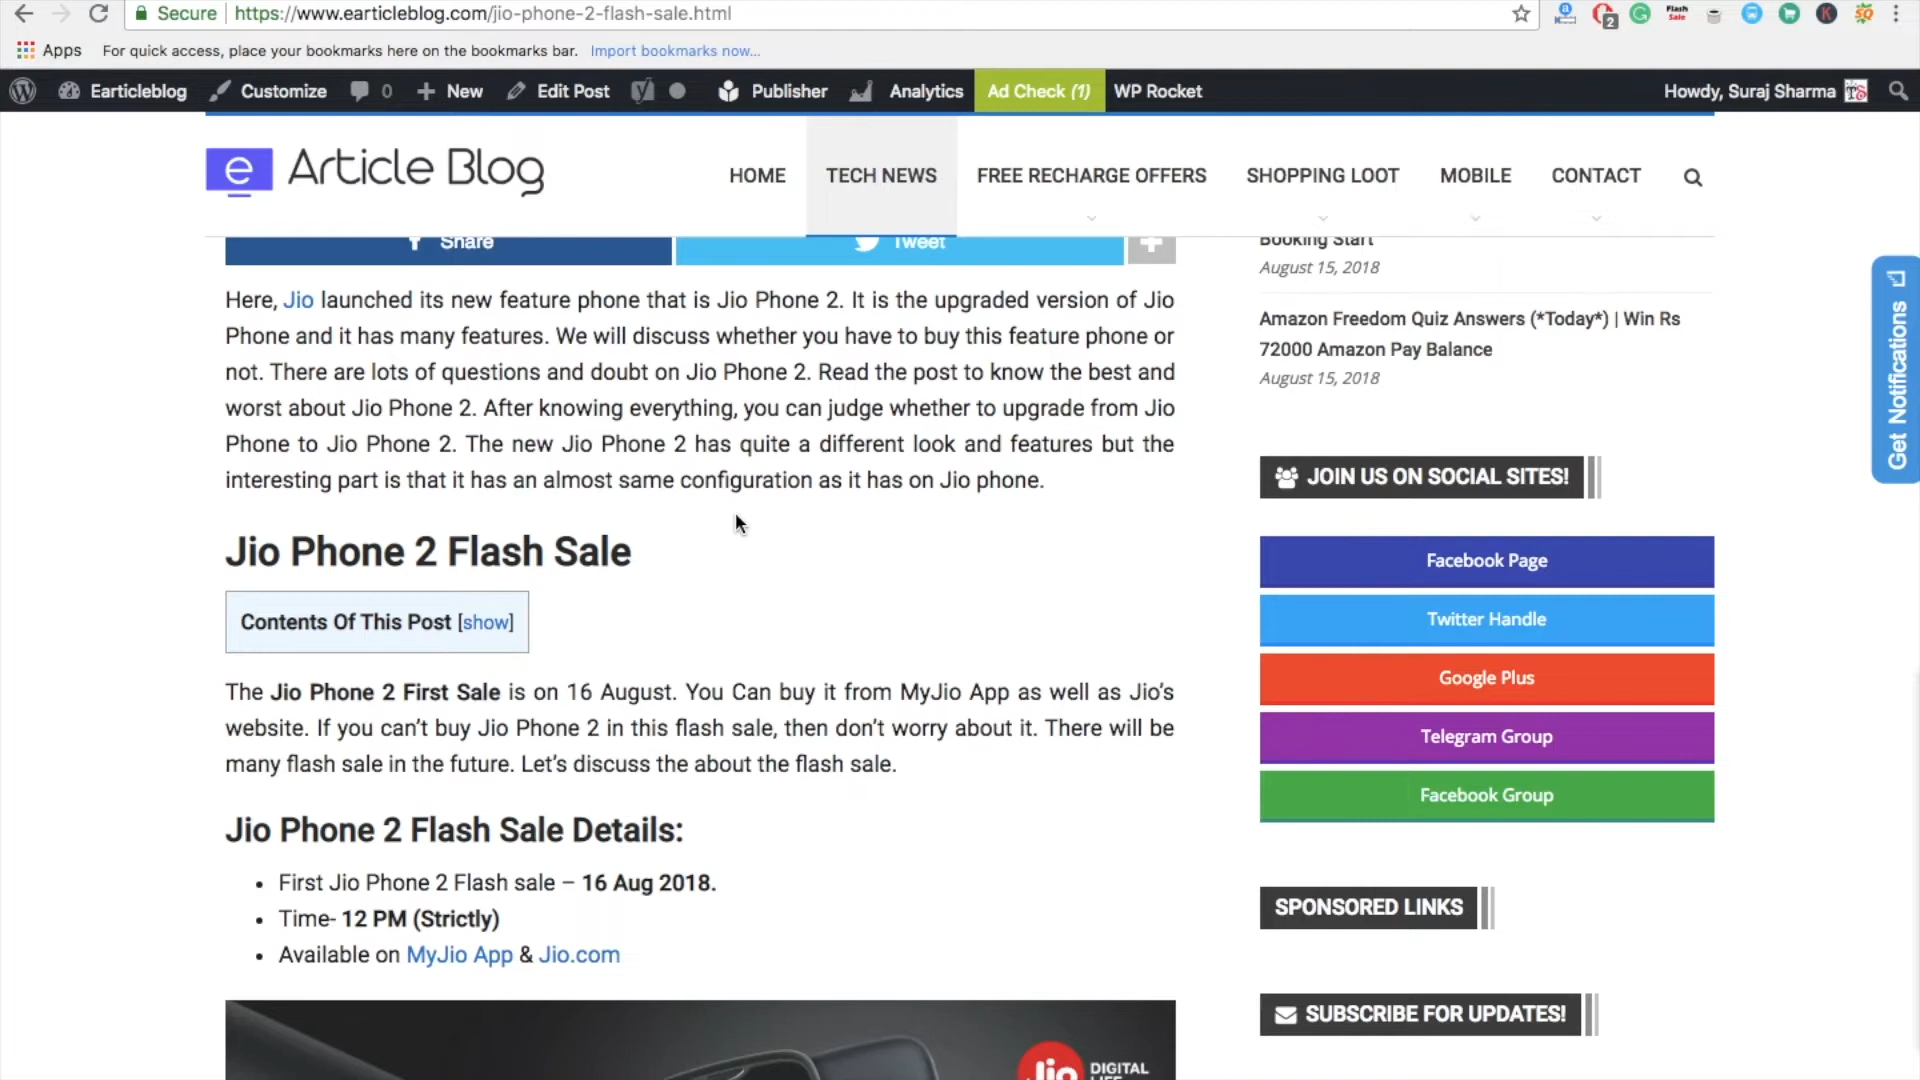 Secure https://www.earticleblog.com/jio-phone-2-flash-sale.html
2
Flash Sale
Apps For quick access, place your bookmarks here on the bookmarks bar. Import bookmarks now...
Earticleblog Customize 0 New Edit Post Publisher Analytics Ad Check (1) WP Rocket Howdy, Suraj Sharma
e Article Blog
HOME TECH NEWS FREE RECHARGE OFFERS SHOPPING LOOT MOBILE CONTACT
Share Tweet
Here, Jio launched its new feature phone that is Jio Phone 2. It is the upgraded version of Jio
Phone and it has many features. We will discuss whether you have to buy this feature phone or
not. There are lots of questions and doubt on Jio Phone 2. Read the post to know the best and
worst about Jio Phone 2. After knowing everything, you can judge whether to upgrade from Jio
Phone to Jio Phone 2. The new Jio Phone 2 has quite a different look and features but the
interesting part is that it has an almost same configuration as it has on Jio phone.
Jio Phone 2 Flash Sale
Contents Of This Post [show]
The Jio Phone 2 First Sale is on 16 August. You Can buy it from MyJio App as well as Jio's
website. If you can't buy Jio Phone 2 in this flash sale, then don't worry about it. There will be
many flash sale in the future. Let's discuss the about the flash sale.
Jio Phone 2 Flash Sale Details:
• First Jio Phone 2 Flash sale – 16 Aug 2018.
• Time- 12 PM (Strictly)
• Available on MyJio App & Jio.com
Jio DIGITAL
LIFE
Booking Start
August 15, 2018
Amazon Freedom Quiz Answers (*Today*) | Win Rs
72000 Amazon Pay Balance
August 15, 2018
JOIN US ON SOCIAL SITES!
Facebook Page
Twitter Handle
Google Plus
Telegram Group
Facebook Group
SPONSORED LINKS
SUBSCRIBE FOR UPDATES!
Get Notifications